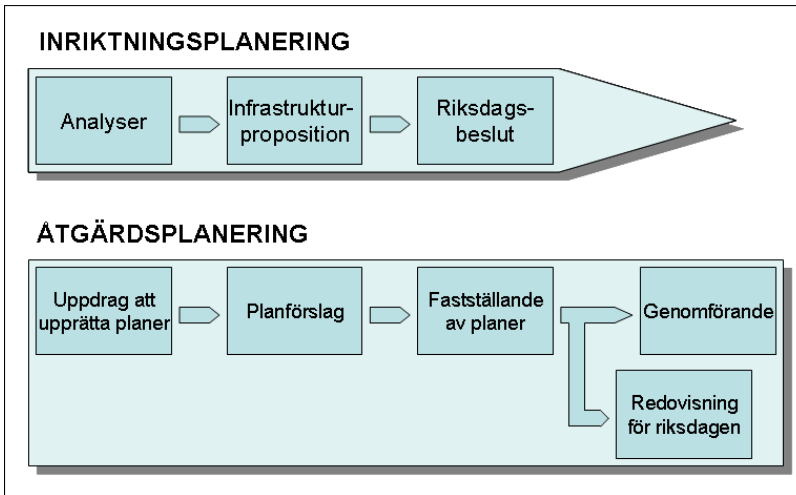 INRIKTNINGSPLANERING
Analyser
Infrastruktur-
proposition
Riksdags-
beslut
ÅTGÄRDSPLANERING
Uppdrag att
upprätta planer
Planförslag
Fastställande
av planer
Genomförande
Redovisning
för riksdagen